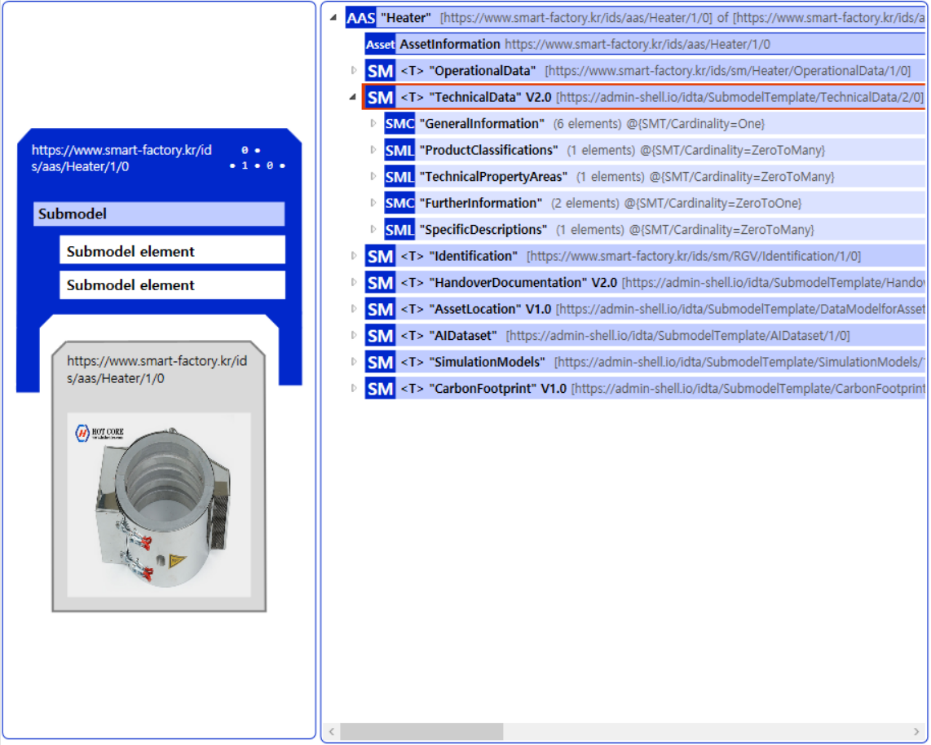 https://www.smart-factory.kr/id
s/aas/Heater/1/0
0 •
• 1 • 0 •
Submodel
Submodel element
Submodel element
https://www.smart-factory.kr/id
s/aas/Heater/1/0
HOT CORE
AAS "Heater" [https://www.smart-factory.kr/ids/aas/Heater/1/0] of [https://www.smart-factory.kr/ids/a
Asset AssetInformation https://www.smart-factory.kr/ids/aas/Heater/1/0
SM <T> "OperationalData" [https://www.smart-factory.kr/ids/sm/Heater/OperationalData/1/0]
SM <T> "TechnicalData" V2.0 [https://admin-shell.io/idta/SubmodelTemplate/TechnicalData/2/0]
SMC "GeneralInformation" (6 elements) @{SMT/Cardinality=One}
SML "ProductClassifications" (1 elements) @{SMT/Cardinality=ZeroToMany}
SML "TechnicalPropertyAreas" (1 elements) @{SMT/Cardinality=ZeroToMany}
SMC "FurtherInformation" (2 elements) @{SMT/Cardinality=ZeroToOne}
SML "SpecificDescriptions" (1 elements) @{SMT/Cardinality=ZeroToMany}
SM <T> "Identification" [https://www.smart-factory.kr/ids/sm/RGV/Identification/1/0]
SM <T> "HandoverDocumentation" V2.0 [https://admin-shell.io/idta/SubmodelTemplate/Handov
SM <T> "AssetLocation" V1.0 [https://admin-shell.io/idta/SubmodelTemplate/DataModelforAsset
SM <T> "AIDataset" [https://admin-shell.io/idta/SubmodelTemplate/AIDataset/1/0]
SM <T> "SimulationModels" [https://admin-shell.io/idta/SubmodelTemplate/SimulationModels/
SM <T> "CarbonFootprint" V1.0 [https://admin-shell.io/idta/SubmodelTemplate/CarbonFootprint